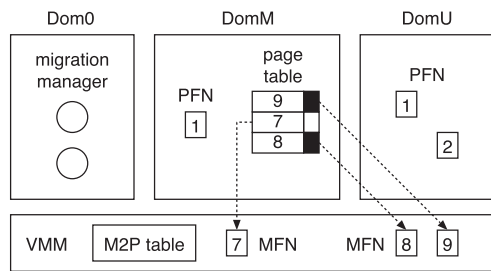 Dom0
DomM
DomU
migration
manager
page
table
PFN
1
9
7
8
PFN
1
2
VMM
M2P table
7
MFN
MFN
8
9